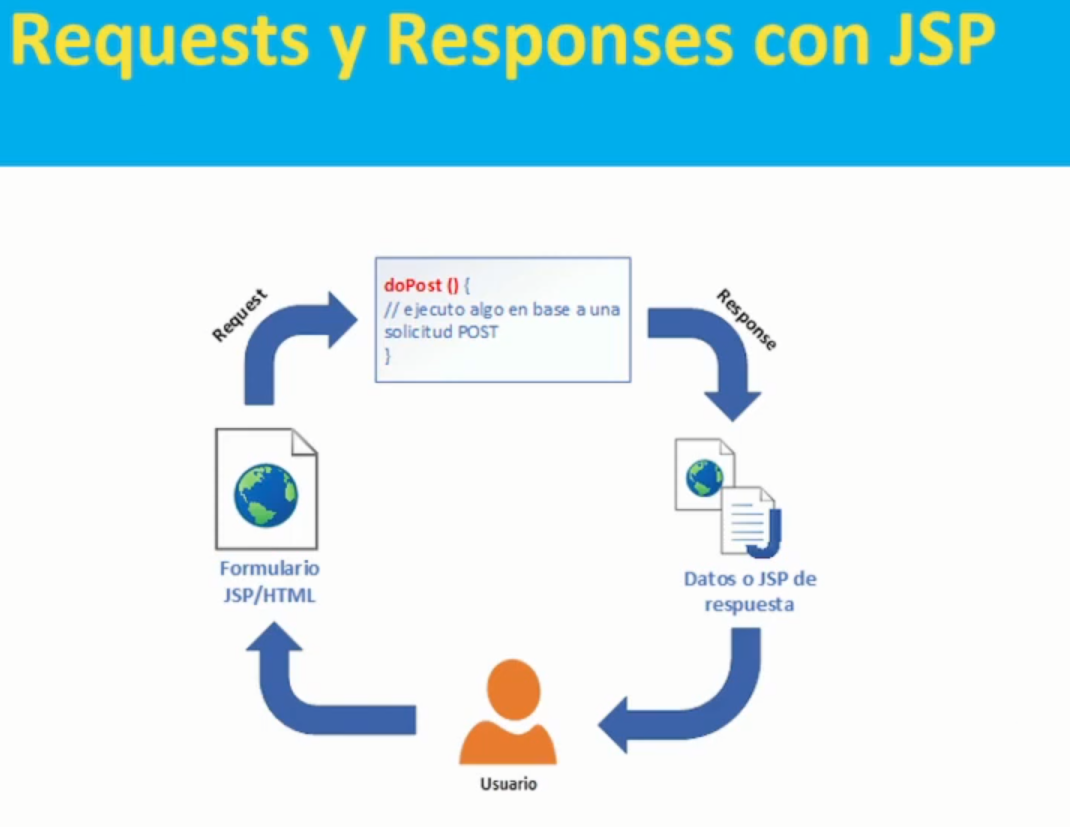 Requests y Responses con JSP
Request
doPost () {
// ejecuto algo en base a una
solicitud POST
}
Response
Formulario
JSP/HTML
Datos o JSP de
respuesta
Usuario